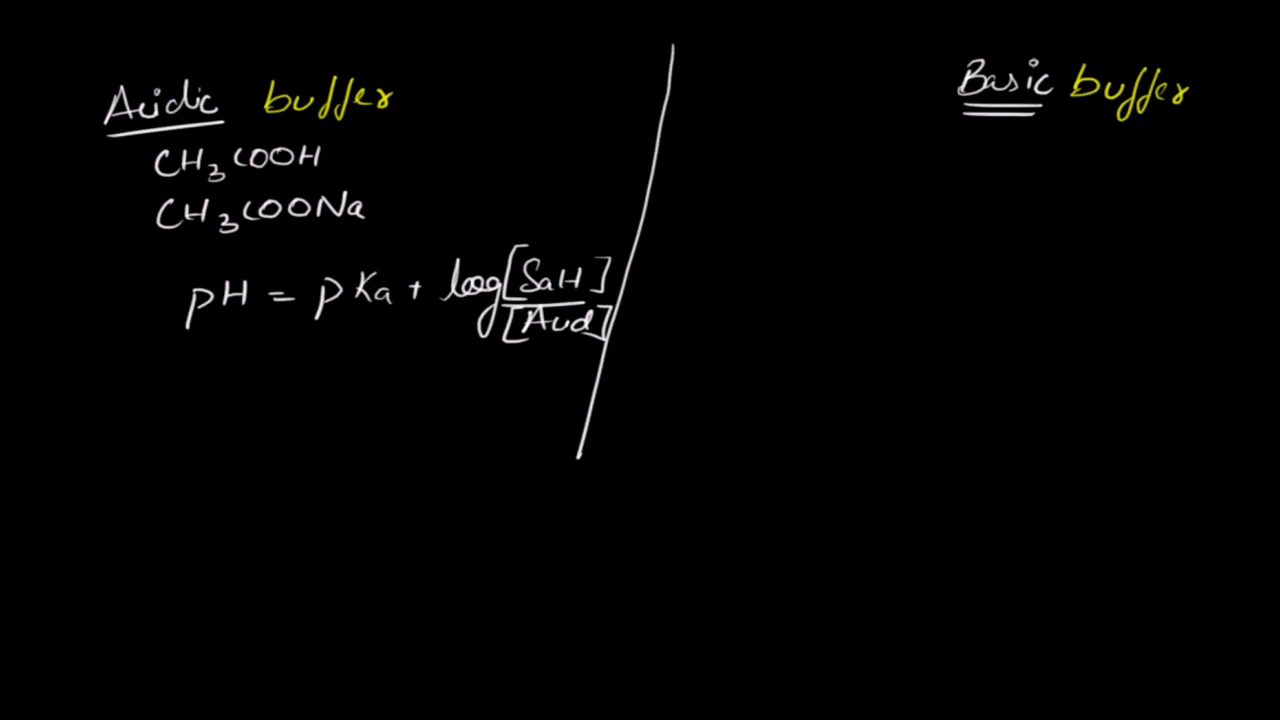 Acidic buffer
CH3COOH
CH3COONa
pH = pKa + log [Salt]
[Acid]
Basic buffer